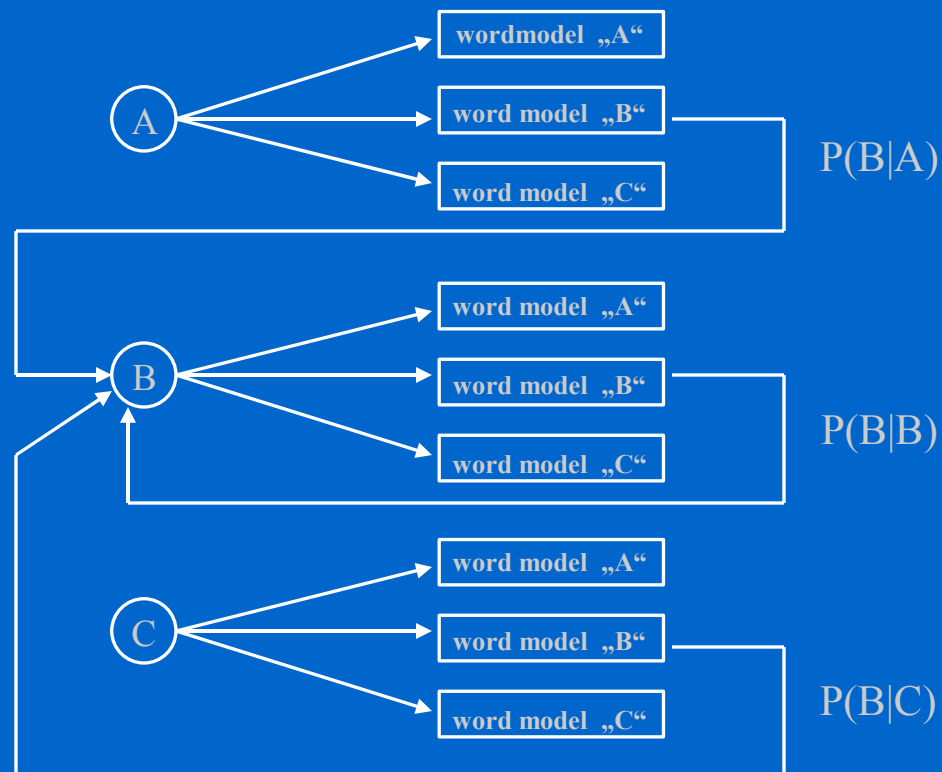 wordmodel „A“
A
word model „B“
P(B|A)
word model „C“
word model „A“
B
word model „B“
P(B|B)
word model „C“
word model „A“
C
word model „B“
P(B|C)
word model „C“